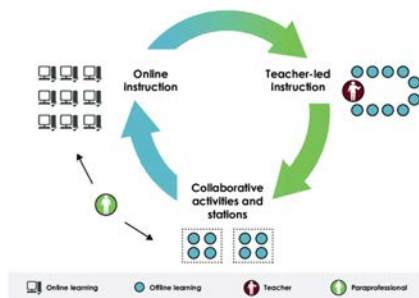 Online
Instruction
Teacher-led
Instruction
Collaborative
activities and
stations
Online learning
Offline learning
Teacher
Paraprofessional